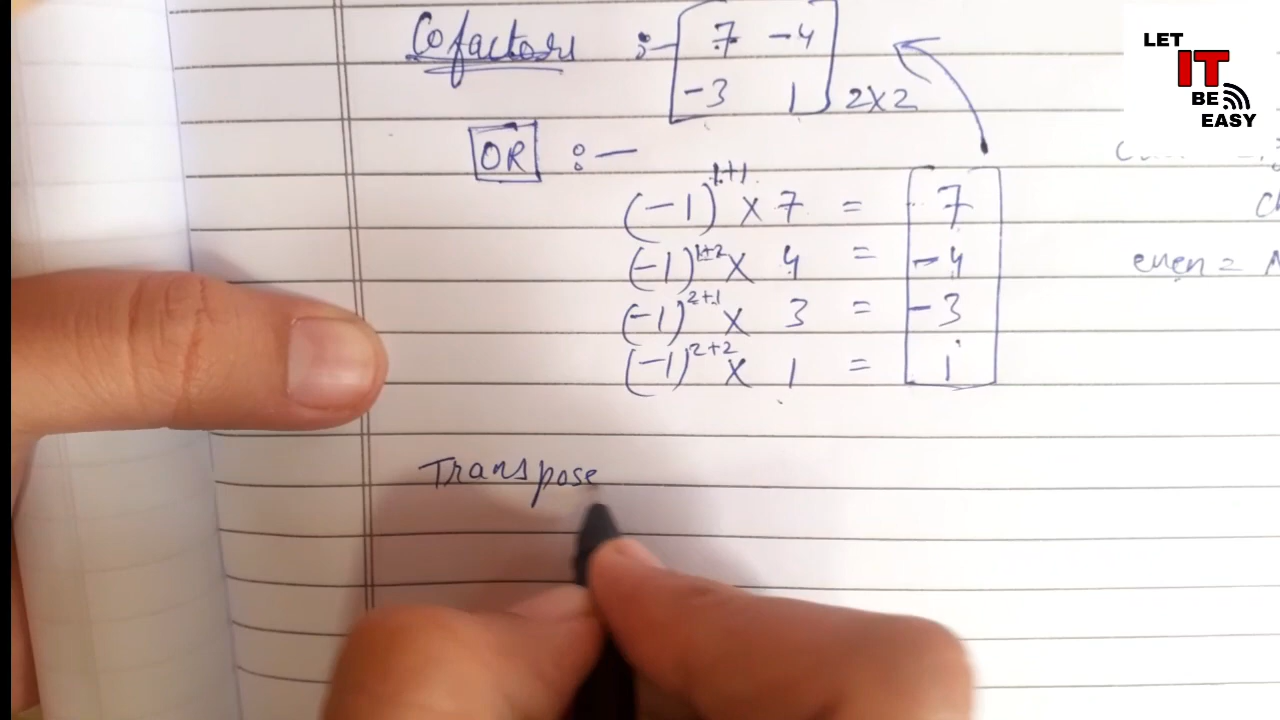 Cofactors :- [7 -4
-3 1] 2x2
LET
IT
BE
EASY
OR :-
(-1)^1+1 x 7 = 7
(-1)^1+2 x 4 = -4
even =
(-1)^2+1 x 3 = -3
(-1)^2+2 x 1 = 1
Transpose